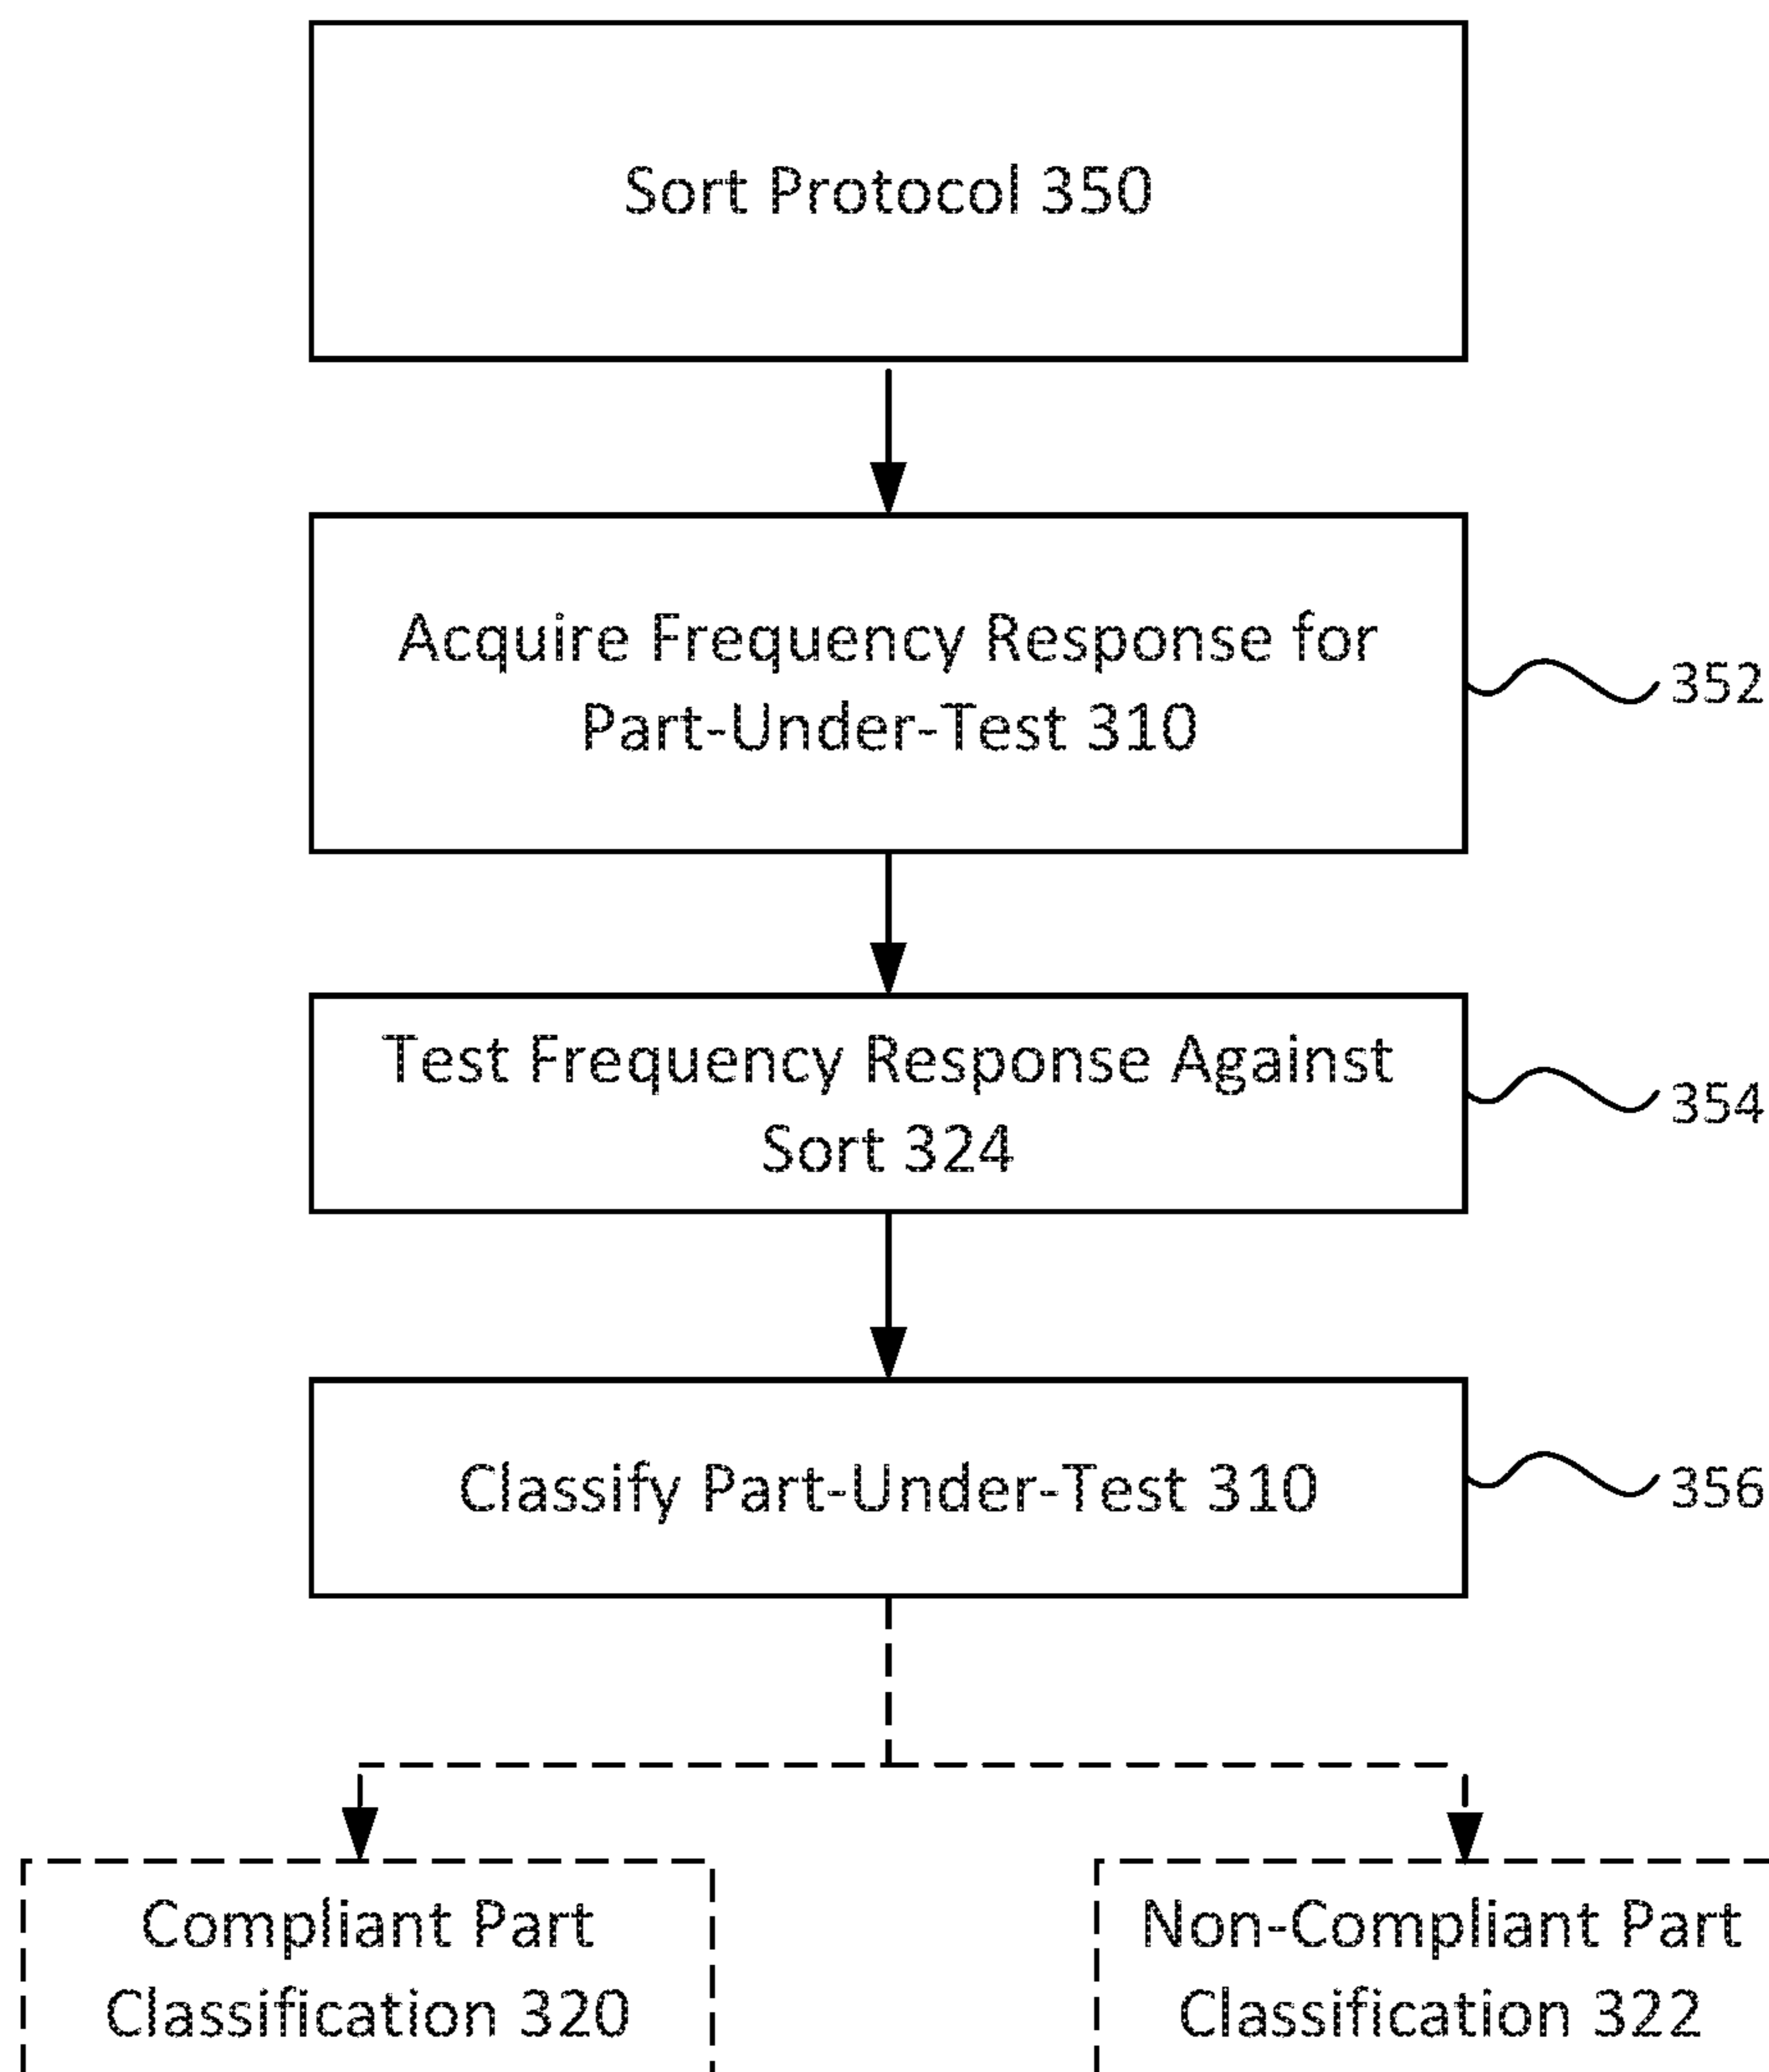 Sort Protocol 350
Acquire Frequency Response for
Part-Under-Test 310
352
Test Frequency Response Against
Sort 324
354
Classify Part-Under-Test 310
356
Compliant Part
Classification 320
Non-Compliant Part
Classification 322